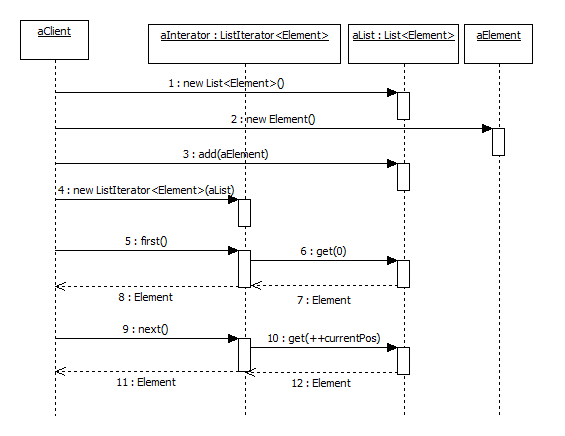 aClient
aInterator : ListIterator<Element>
aList : List<Element>
aElement
1 : new List<Element>()
2 : new Element()
3 : add(aElement)
4 : new ListIterator<Element>(aList)
5 : first()
6 : get(0)
7 : Element
8 : Element
9 : next()
10 : get(++currentPos)
11 : Element
12 : Element